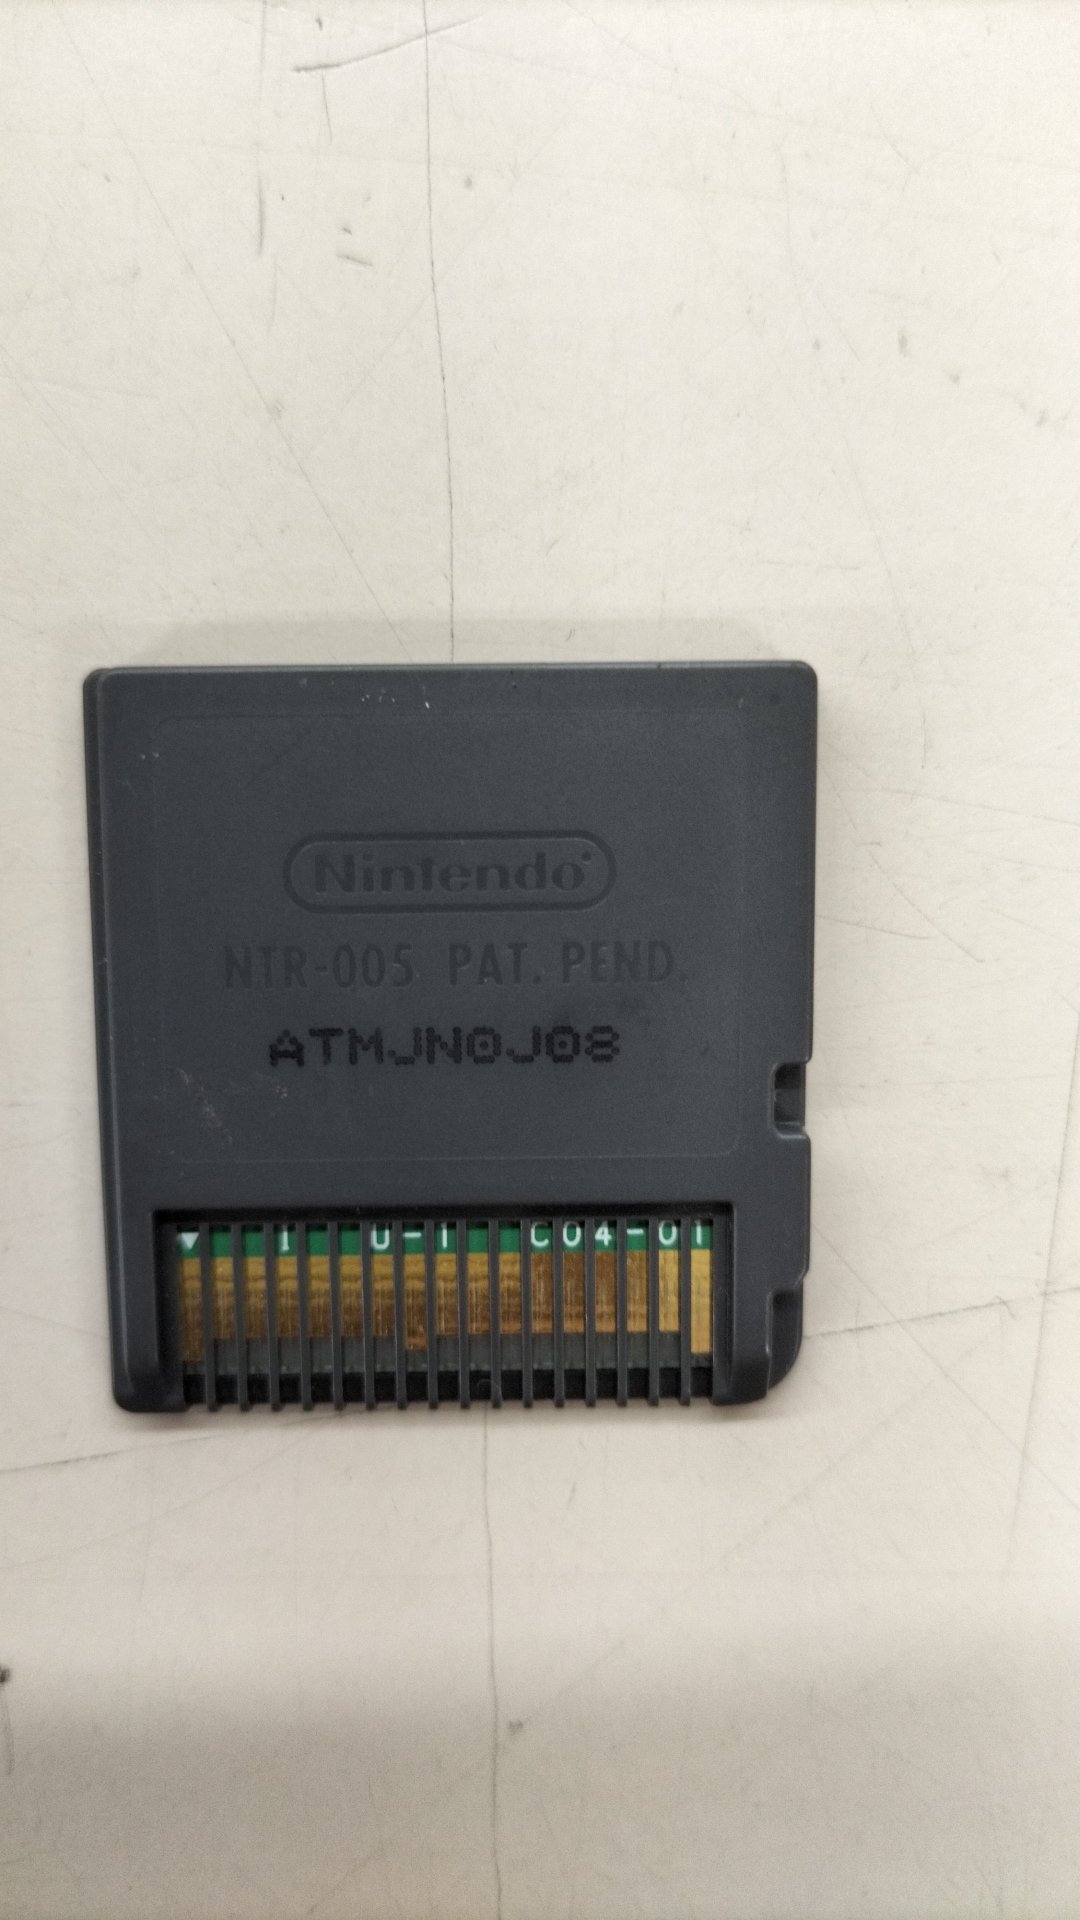 Nintendo
NTR-005 PAT. PEND.
ATMJN0J08
▼ I U-1 C04-01